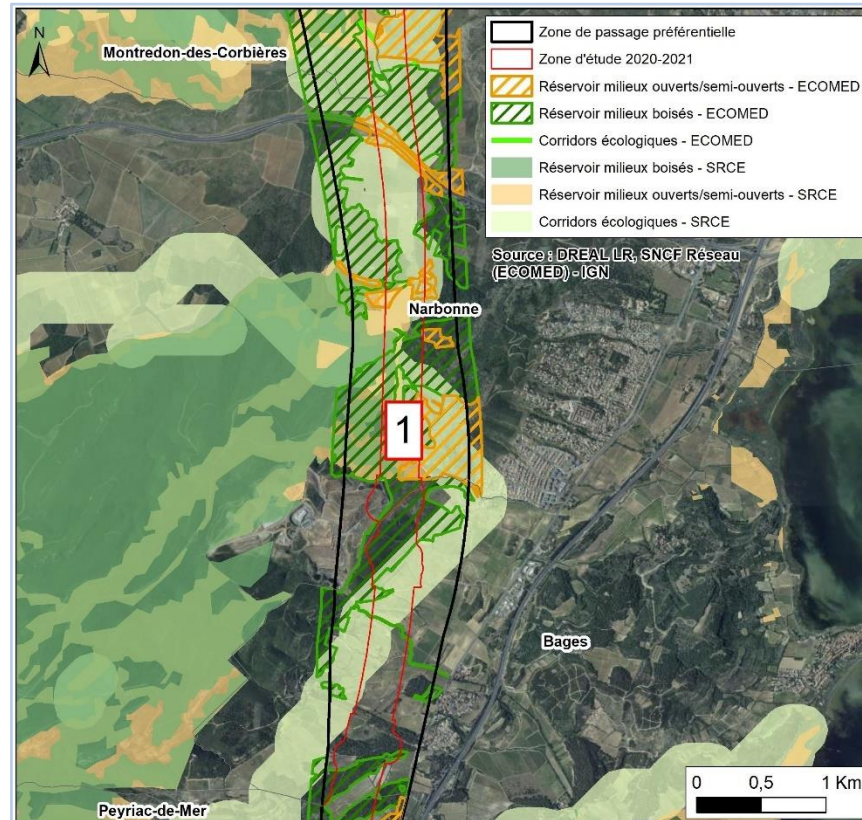 N
Montredon-des-Corbières
Zone de passage préférentielle
Zone d'étude 2020-2021
Réservoir milieux ouverts/semi-ouverts - ECOMED
Réservoir milieux boisés - ECOMED
Corridors écologiques - ECOMED
Réservoir milieux boisés - SRCE
Réservoir milieux ouverts/semi-ouverts - SRCE
Corridors écologiques - SRCE
Source : DREAL LR, SNCF Réseau
(ECOMED) - IGN
Narbonne
1
Bages
Peyriac-de-Mer
0 0,5 1 Km